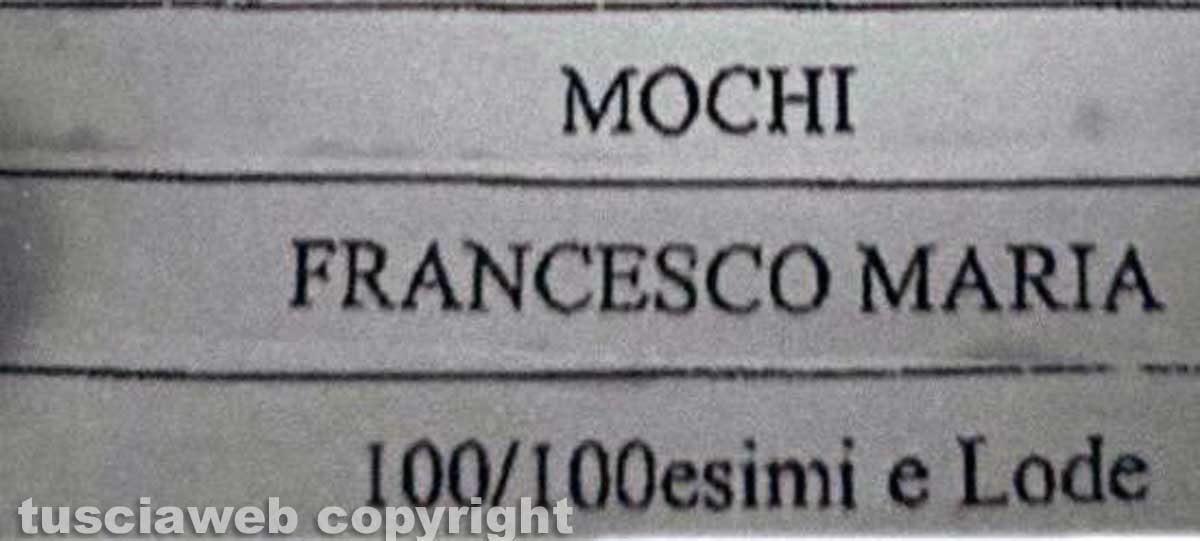 MOCHI
FRANCESCO MARIA
100/100esimi e Lode
tusciaweb copyright